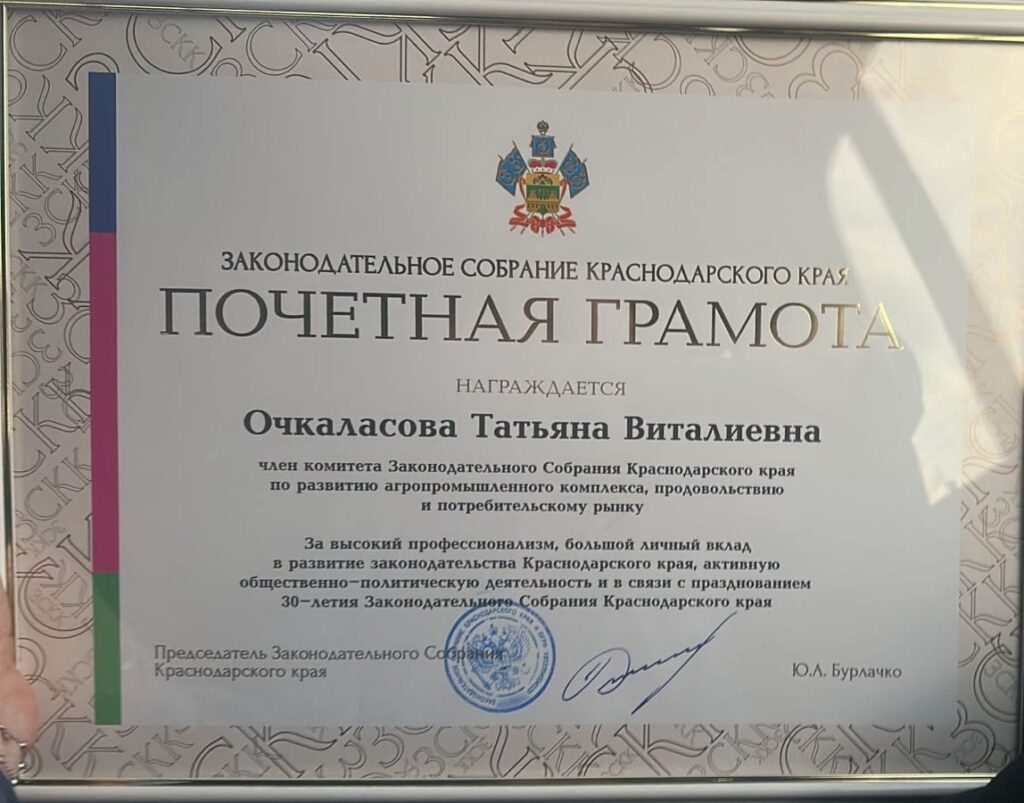 ЗАКОНОДАТЕЛЬНОЕ СОБРАНИЕ КРАСНОДАРСКОГО КРАЯ
ПОЧЕТНАЯ ГРАМОТА
НАГРАЖДАЕТСЯ
Очкаласова Татьяна Виталиевна
член комитета Законодательного Собрания Краснодарского края
по развитию агропромышленного комплекса, продовольствию
и потребительскому рынку
За высокий профессионализм, большой личный вклад
в развитие законодательства Краснодарского края, активную
общественно-политическую деятельность и в связи с празднованием
30-летия Законодательного Собрания Краснодарского края
Председатель Законодательного Собрания
Краснодарского края
Ю.А. Бурлачко